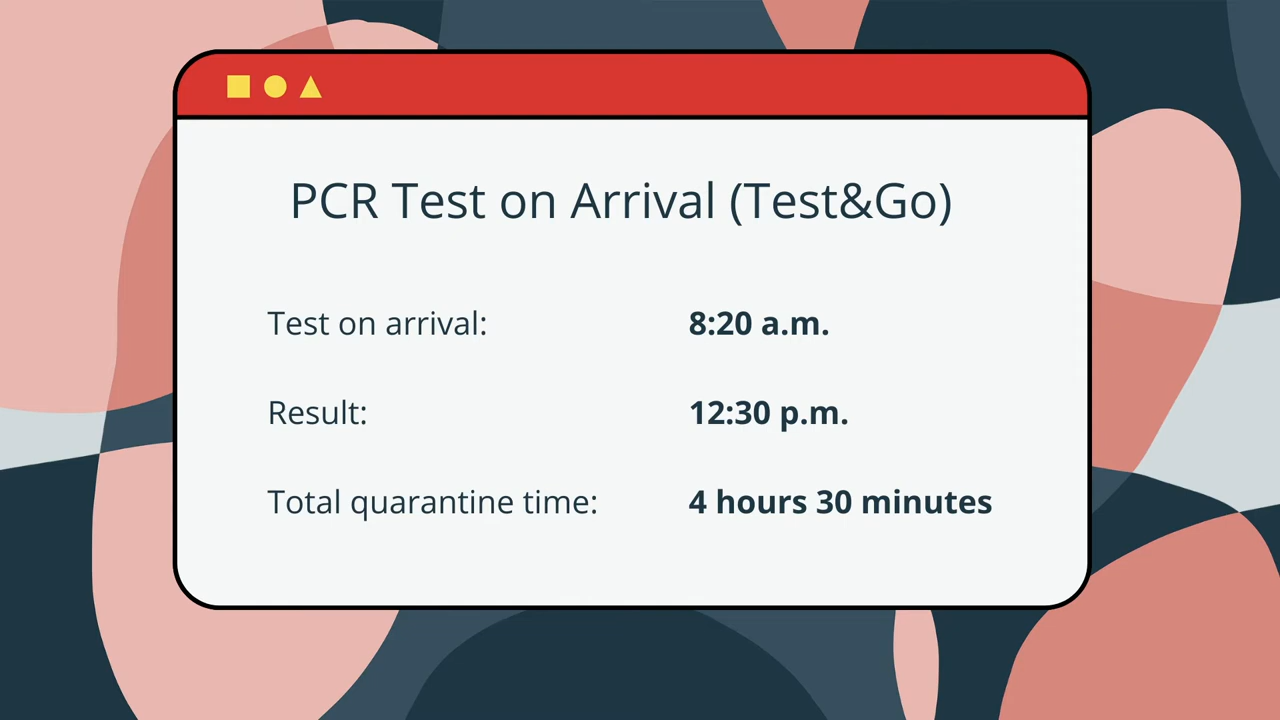 PCR Test on Arrival (Test&Go)
Test on arrival: 8:20 a.m.
Result: 12:30 p.m.
Total quarantine time: 4 hours 30 minutes